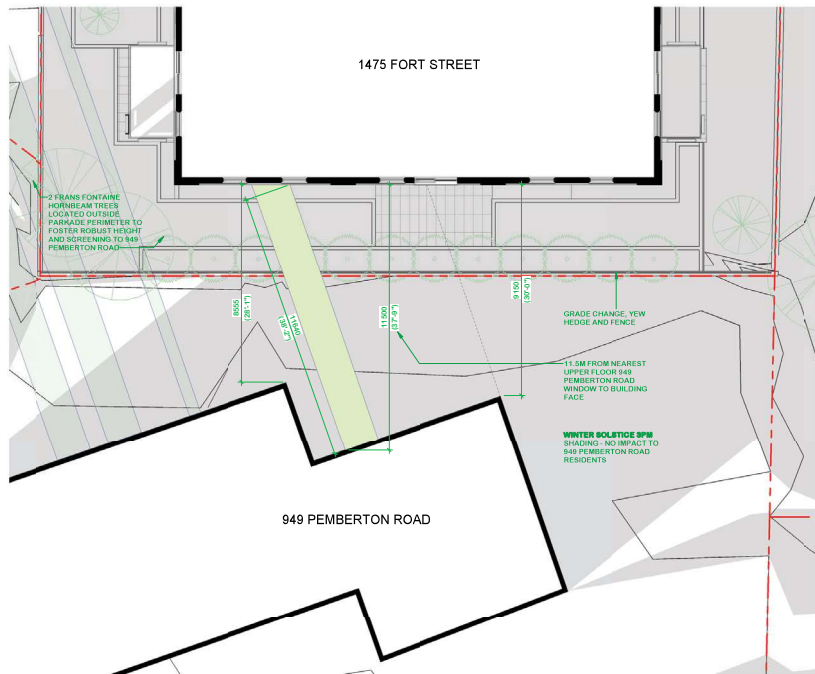 1475 FORT STREET
2 FRANS FONTAINE
HORNBEAM TREES
LOCATED OUTSIDE
PARKADE PERIMETER TO
FOSTER ROBUST HEIGHT
AND SCREENING TO 949
PEMBERTON ROAD
8555
(28'-1")
11640
(38'-2")
11500
(37'-9")
9150
(30'-0")
GRADE CHANGE, YEW
HEDGE AND FENCE
11.5M FROM NEAREST
UPPER FLOOR 949
PEMBERTON ROAD
WINDOW TO BUILDING
FACE
WINTER SOLSTICE 3PM
SHADING - NO IMPACT TO
949 PEMBERTON ROAD
RESIDENTS
949 PEMBERTON ROAD